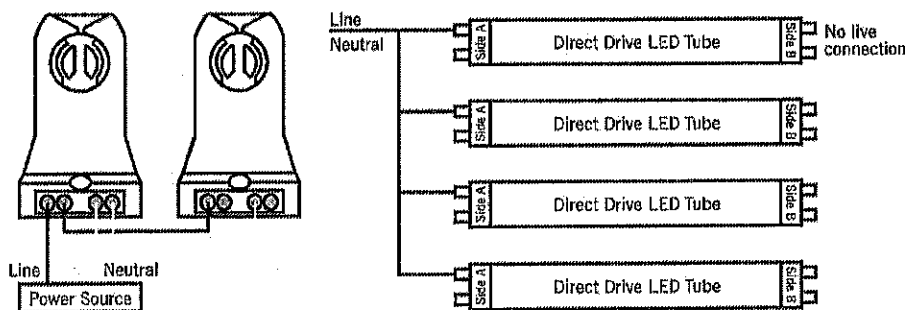 Line Neutral
Power Source
Line
Neutral
Side A Direct Drive LED Tube Side B No live
connection
Side A Direct Drive LED Tube Side B
Side A Direct Drive LED Tube Side B
Side A Direct Drive LED Tube Side B